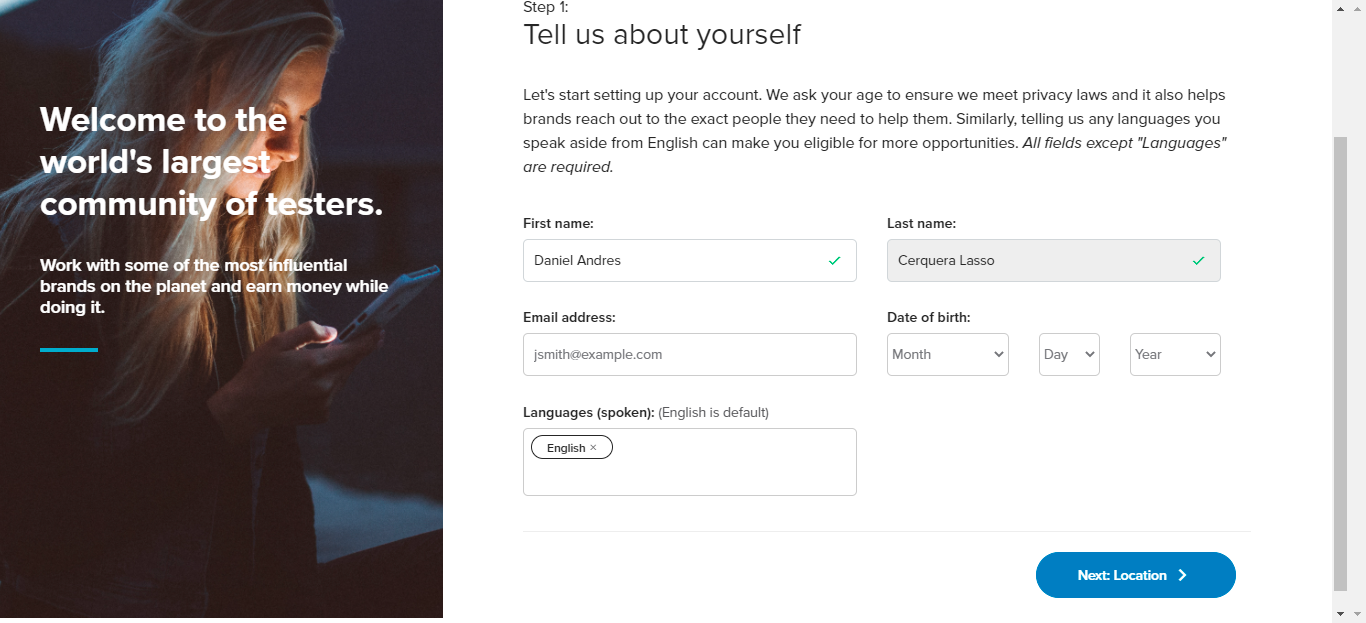 Welcome to the
world's largest
community of testers.
Work with some of the most influential
brands on the planet and earn money while
doing it.
Step 1:
Tell us about yourself
Let's start setting up your account. We ask your age to ensure we meet privacy laws and it also helps
brands reach out to the exact people they need to help them. Similarly, telling us any languages you
speak aside from English can make you eligible for more opportunities. All fields except "Languages"
are required.
First name:
Last name:
Daniel Andres
Cerquera Lasso
Email address:
Date of birth:
jsmith@example.com
Month
Day
Year
Languages (spoken): (English is default)
English ×
Next: Location